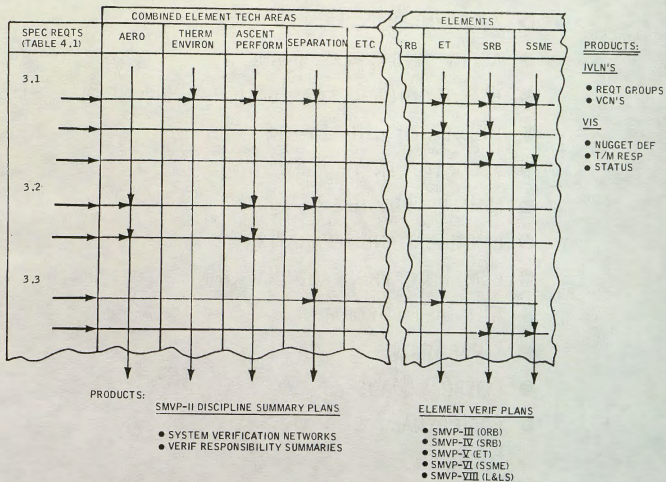 COMBINED ELEMENT TECH AREAS
ELEMENTS
SPEC REQTS
(TABLE 4.1)
AERO
THERM
ENVIRON
ASCENT
PERFORM
SEPARATION
ETC
RB
ET
SRB
SSME
3.1
3.2
3.3
PRODUCTS:
IVLN'S
• REQT GROUPS
• VCN'S
VIS
• NUGGET DEF
• T/M RESP
• STATUS
PRODUCTS:
SMVP-II DISCIPLINE SUMMARY PLANS
• SYSTEM VERIFICATION NETWORKS
• VERIF RESPONSIBILITY SUMMARIES
ELEMENT VERIF PLANS
• SMVP-III (ORB)
• SMVP-IV (SRB)
• SMVP-V (ET)
• SMVP-VI (SSME)
• SMVP-VIII (L&LS)